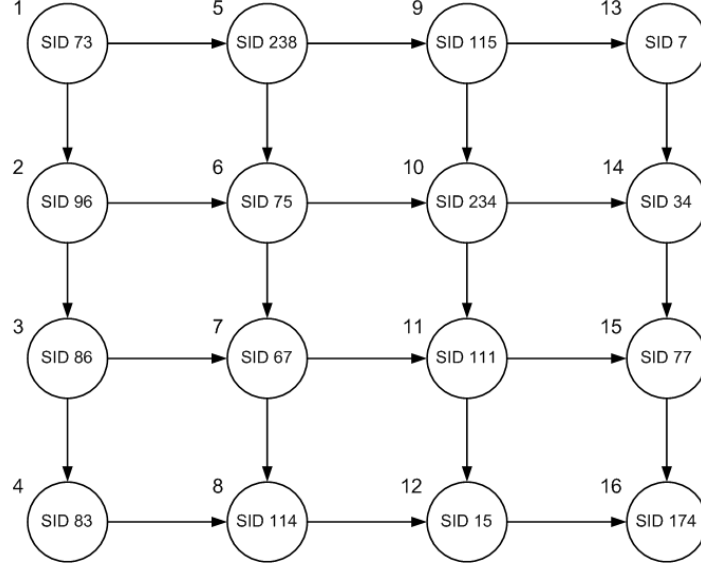 1 5 9 13
SID 73 SID 238 SID 115 SID 7
2 6 10 14
SID 96 SID 75 SID 234 SID 34
3 7 11 15
SID 86 SID 67 SID 111 SID 77
4 8 12 16
SID 83 SID 114 SID 15 SID 174